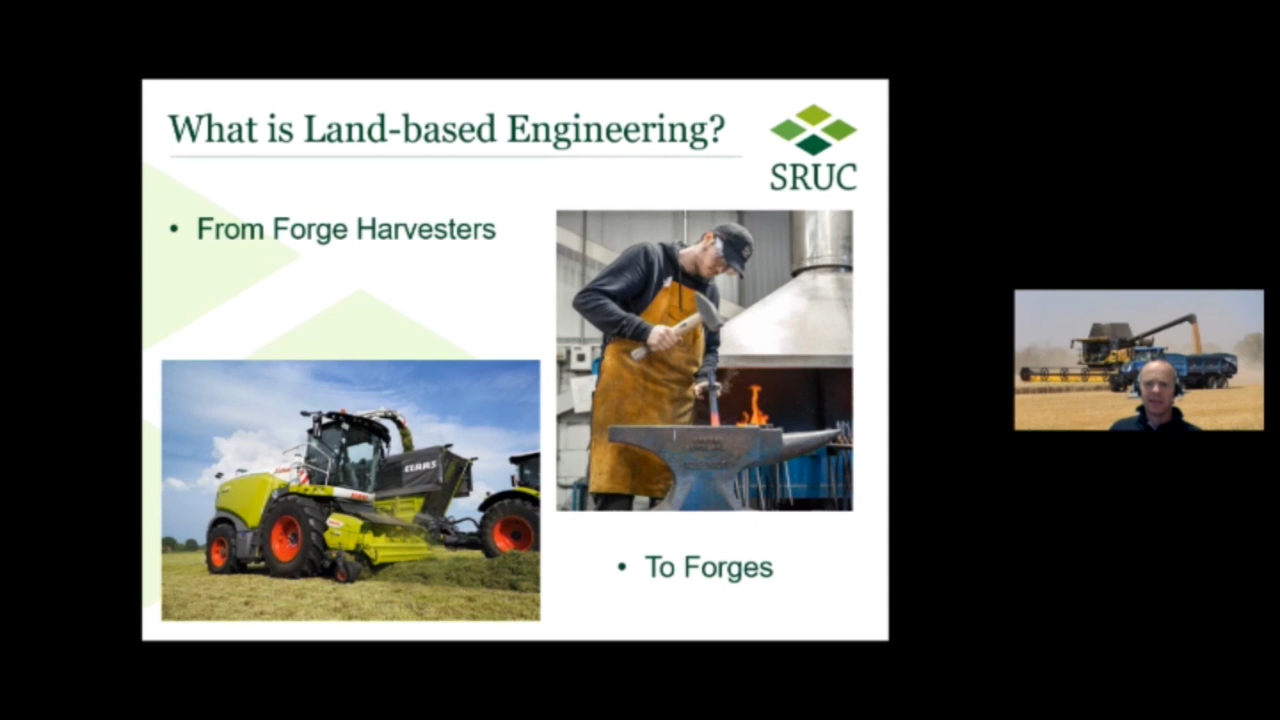 What is Land-based Engineering?
SRUC
• From Forge Harvesters
CLAAS
• To Forges